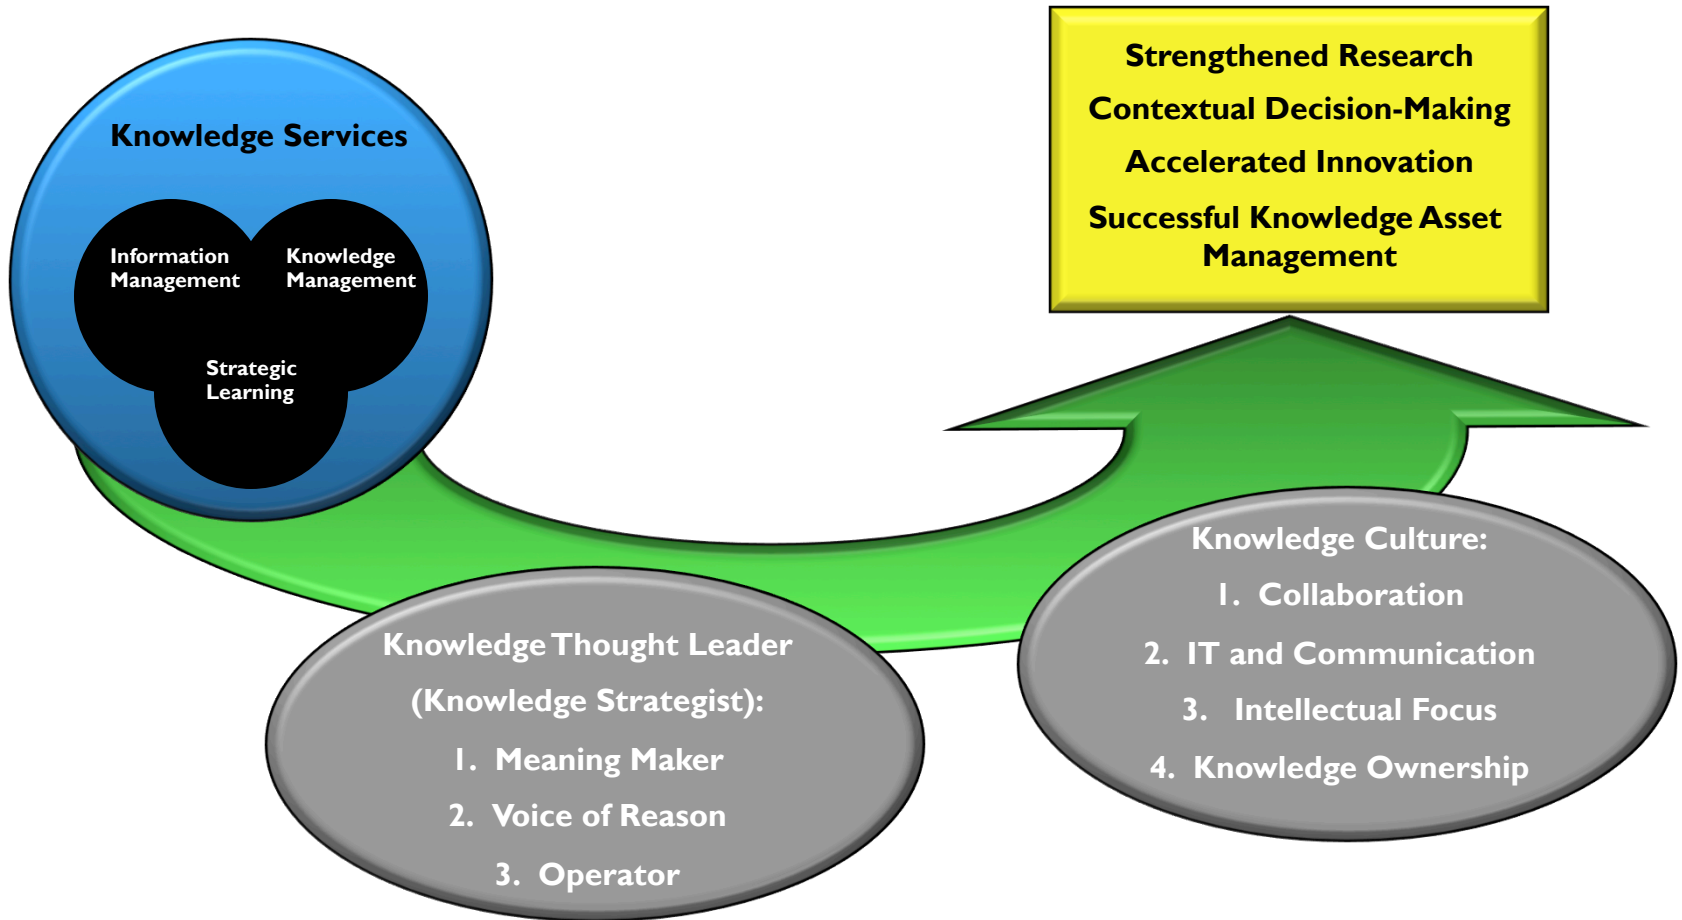 Knowledge Services
Information
Management
Knowledge
Management
Strategic
Learning
Strengthened Research
Contextual Decision-Making
Accelerated Innovation
Successful Knowledge Asset
Management
Knowledge Thought Leader
(Knowledge Strategist):
1. Meaning Maker
2. Voice of Reason
3. Operator
Knowledge Culture:
1. Collaboration
2. IT and Communication
3. Intellectual Focus
4. Knowledge Ownership